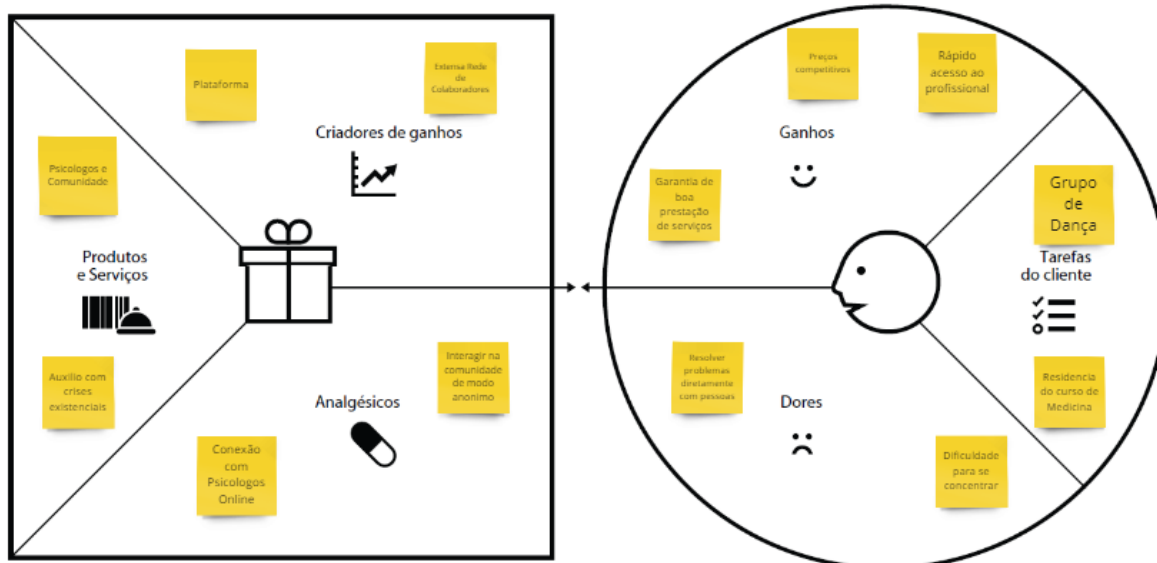 Plataforma
Extensa Rede
de
Colaboradores
Criadores de ganhos
Psicologos e
Comunidade
Produtos
e Serviços
Auxilio com
crises
existenciais
Interagir na
comunidade
de modo
anonimo
Analgésicos
Conexão
com
Psicologos
Online
Preços
competitivos
Rápido
acesso ao
profissional
Ganhos
Garantia de
boa
prestação
de serviços
Grupo
de
Dança
Tarefas
do cliente
Resolver
problemas
diretamente
com pessoas
Dores
Residencia
do curso de
Medicina
Dificuldade
para se
concentrar